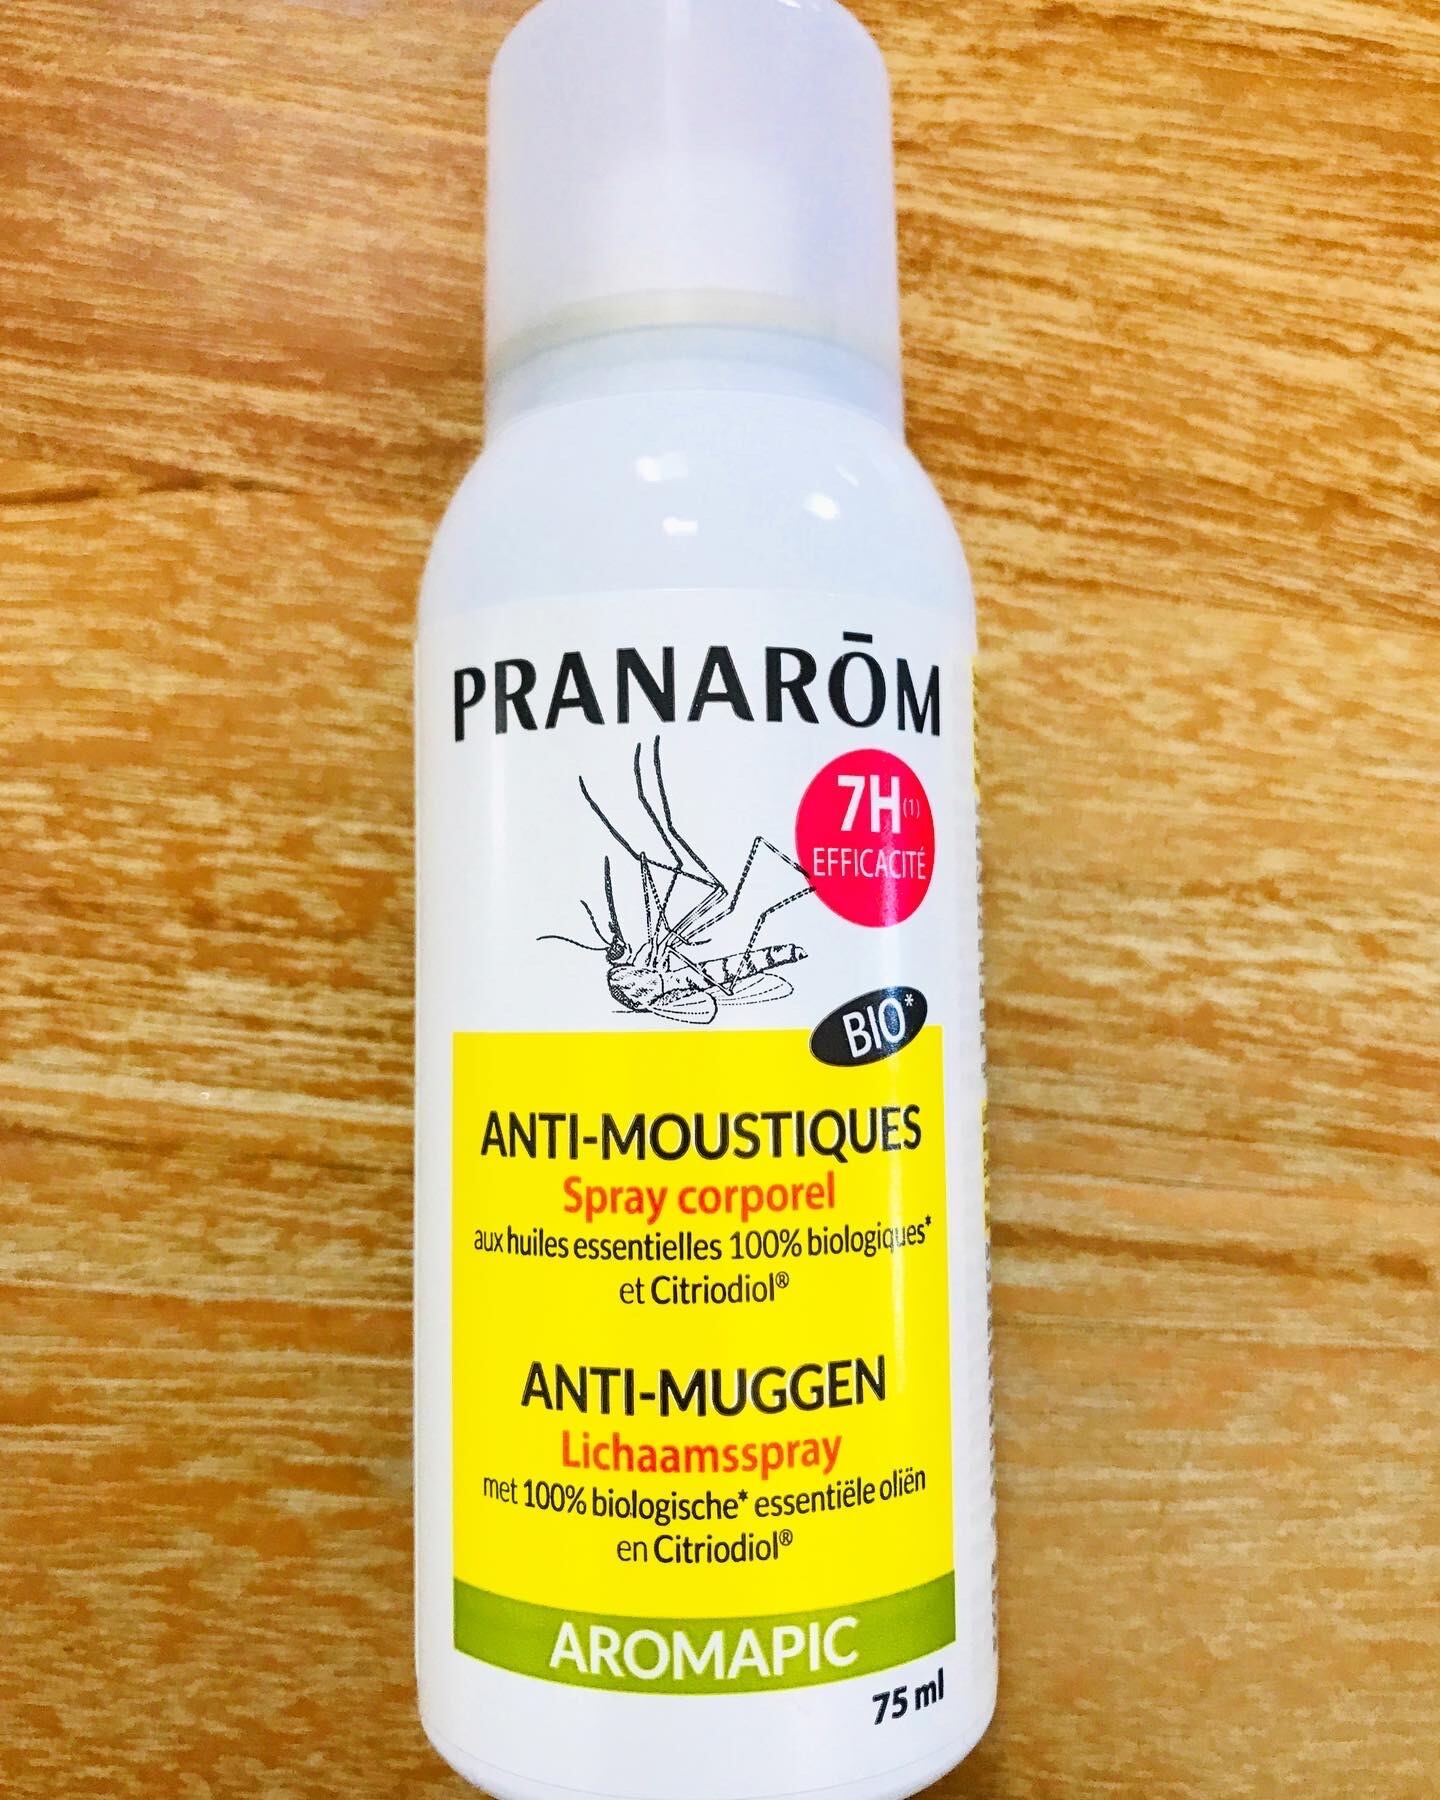 PRANARŌM
7H(1)
EFFICACITÉ
BIO*
ANTI-MOUSTIQUES
Spray corporel
aux huiles essentielles 100% biologiques*
et Citriodiol®
ANTI-MUGGEN
Lichaamsspray
met 100% biologische* essentiële oliën
en Citriodiol®
AROMAPIC
75 ml